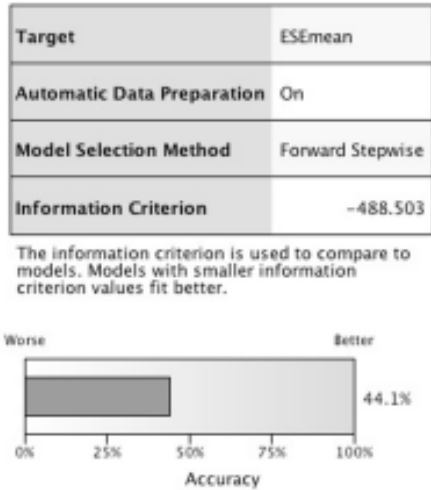 Target ESEmean
Automatic Data Preparation On
Model Selection Method Forward Stepwise
Information Criterion -488.503
The information criterion is used to compare to
models. Models with smaller information
criterion values fit better.
Worse Better
44.1%
0% 25% 50% 75% 100%
Accuracy